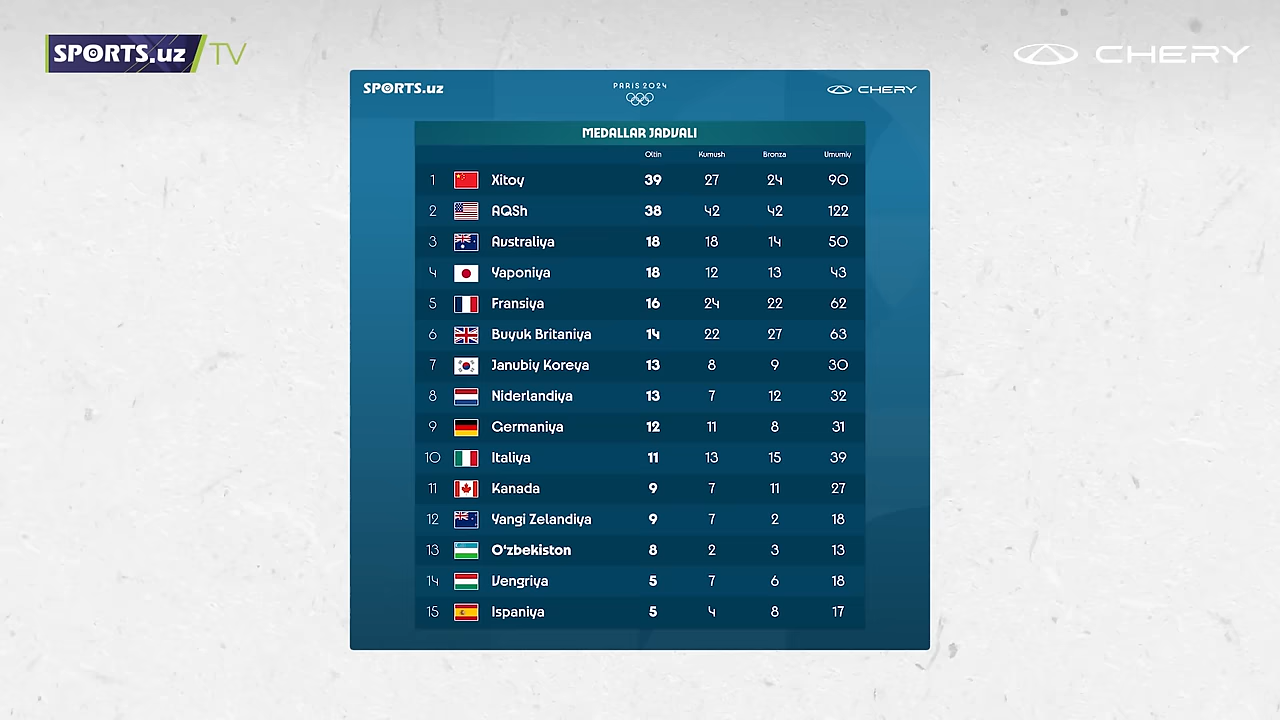 SPORTS.uz TV
CHERY
SPORTS.uz
PARIS 2024
CHERY
MEDALLAR JADVALI
Oltin Kumush Bronza Umumiy
1 Xitoy 39 27 24 90
2 AQSh 38 42 42 122
3 Avstraliya 18 18 14 50
4 Yaponiya 18 12 13 43
5 Fransiya 16 24 22 62
6 Buyuk Britaniya 14 22 27 63
7 Janubiy Koreya 13 8 9 30
8 Niderlandiya 13 7 12 32
9 Germaniya 12 11 8 31
10 Italiya 11 13 15 39
11 Kanada 9 7 11 27
12 Yangi Zelandiya 9 7 2 18
13 O‘zbekiston 8 2 3 13
14 Vengriya 5 7 6 18
15 Ispaniya 5 4 8 17